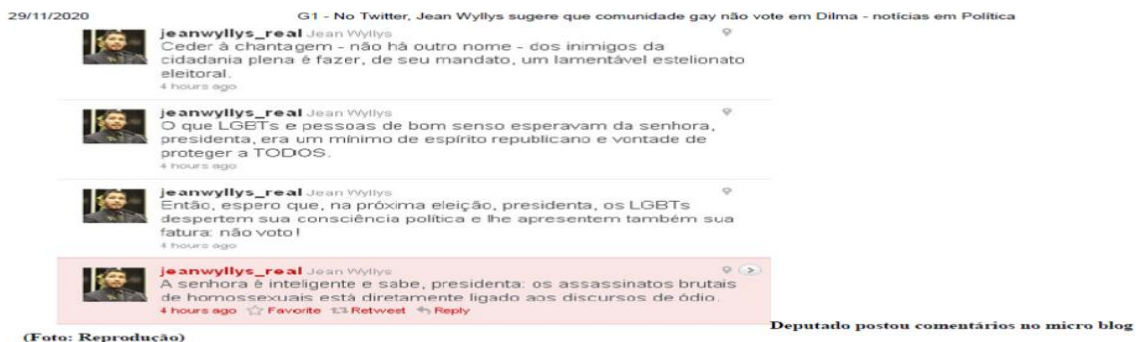 29/11/2020 G1 - No Twitter, Jean Wyllys sugere que comunidade gay não vote em Dilma - notícias em Política
jeanwyllys_real Jean Wyllys
Ceder à chantagem - não há outro nome - dos inimigos da
cidadania plena é fazer, de seu mandato, um lamentável estelionato
eleitoral.
4 hours ago
jeanwyllys_real Jean Wyllys
O que LGBTs e pessoas de bom senso esperavam da senhora,
presidenta, era um mínimo de espírito republicano e vontade de
proteger a TODOS.
4 hours ago
jeanwyllys_real Jean Wyllys
Então, espero que, na próxima eleição, presidenta, os LGBTs
despertem sua consciência política e lhe apresentem também sua
fatura: não voto!
4 hours ago
jeanwyllys_real Jean Wyllys
A senhora é inteligente e sabe, presidenta: os assassinatos brutais
de homossexuais está diretamente ligado aos discursos de ódio.
4 hours ago Favorite Retweet Reply
Deputado postou comentários no micro blog
(Foto: Reprodução)